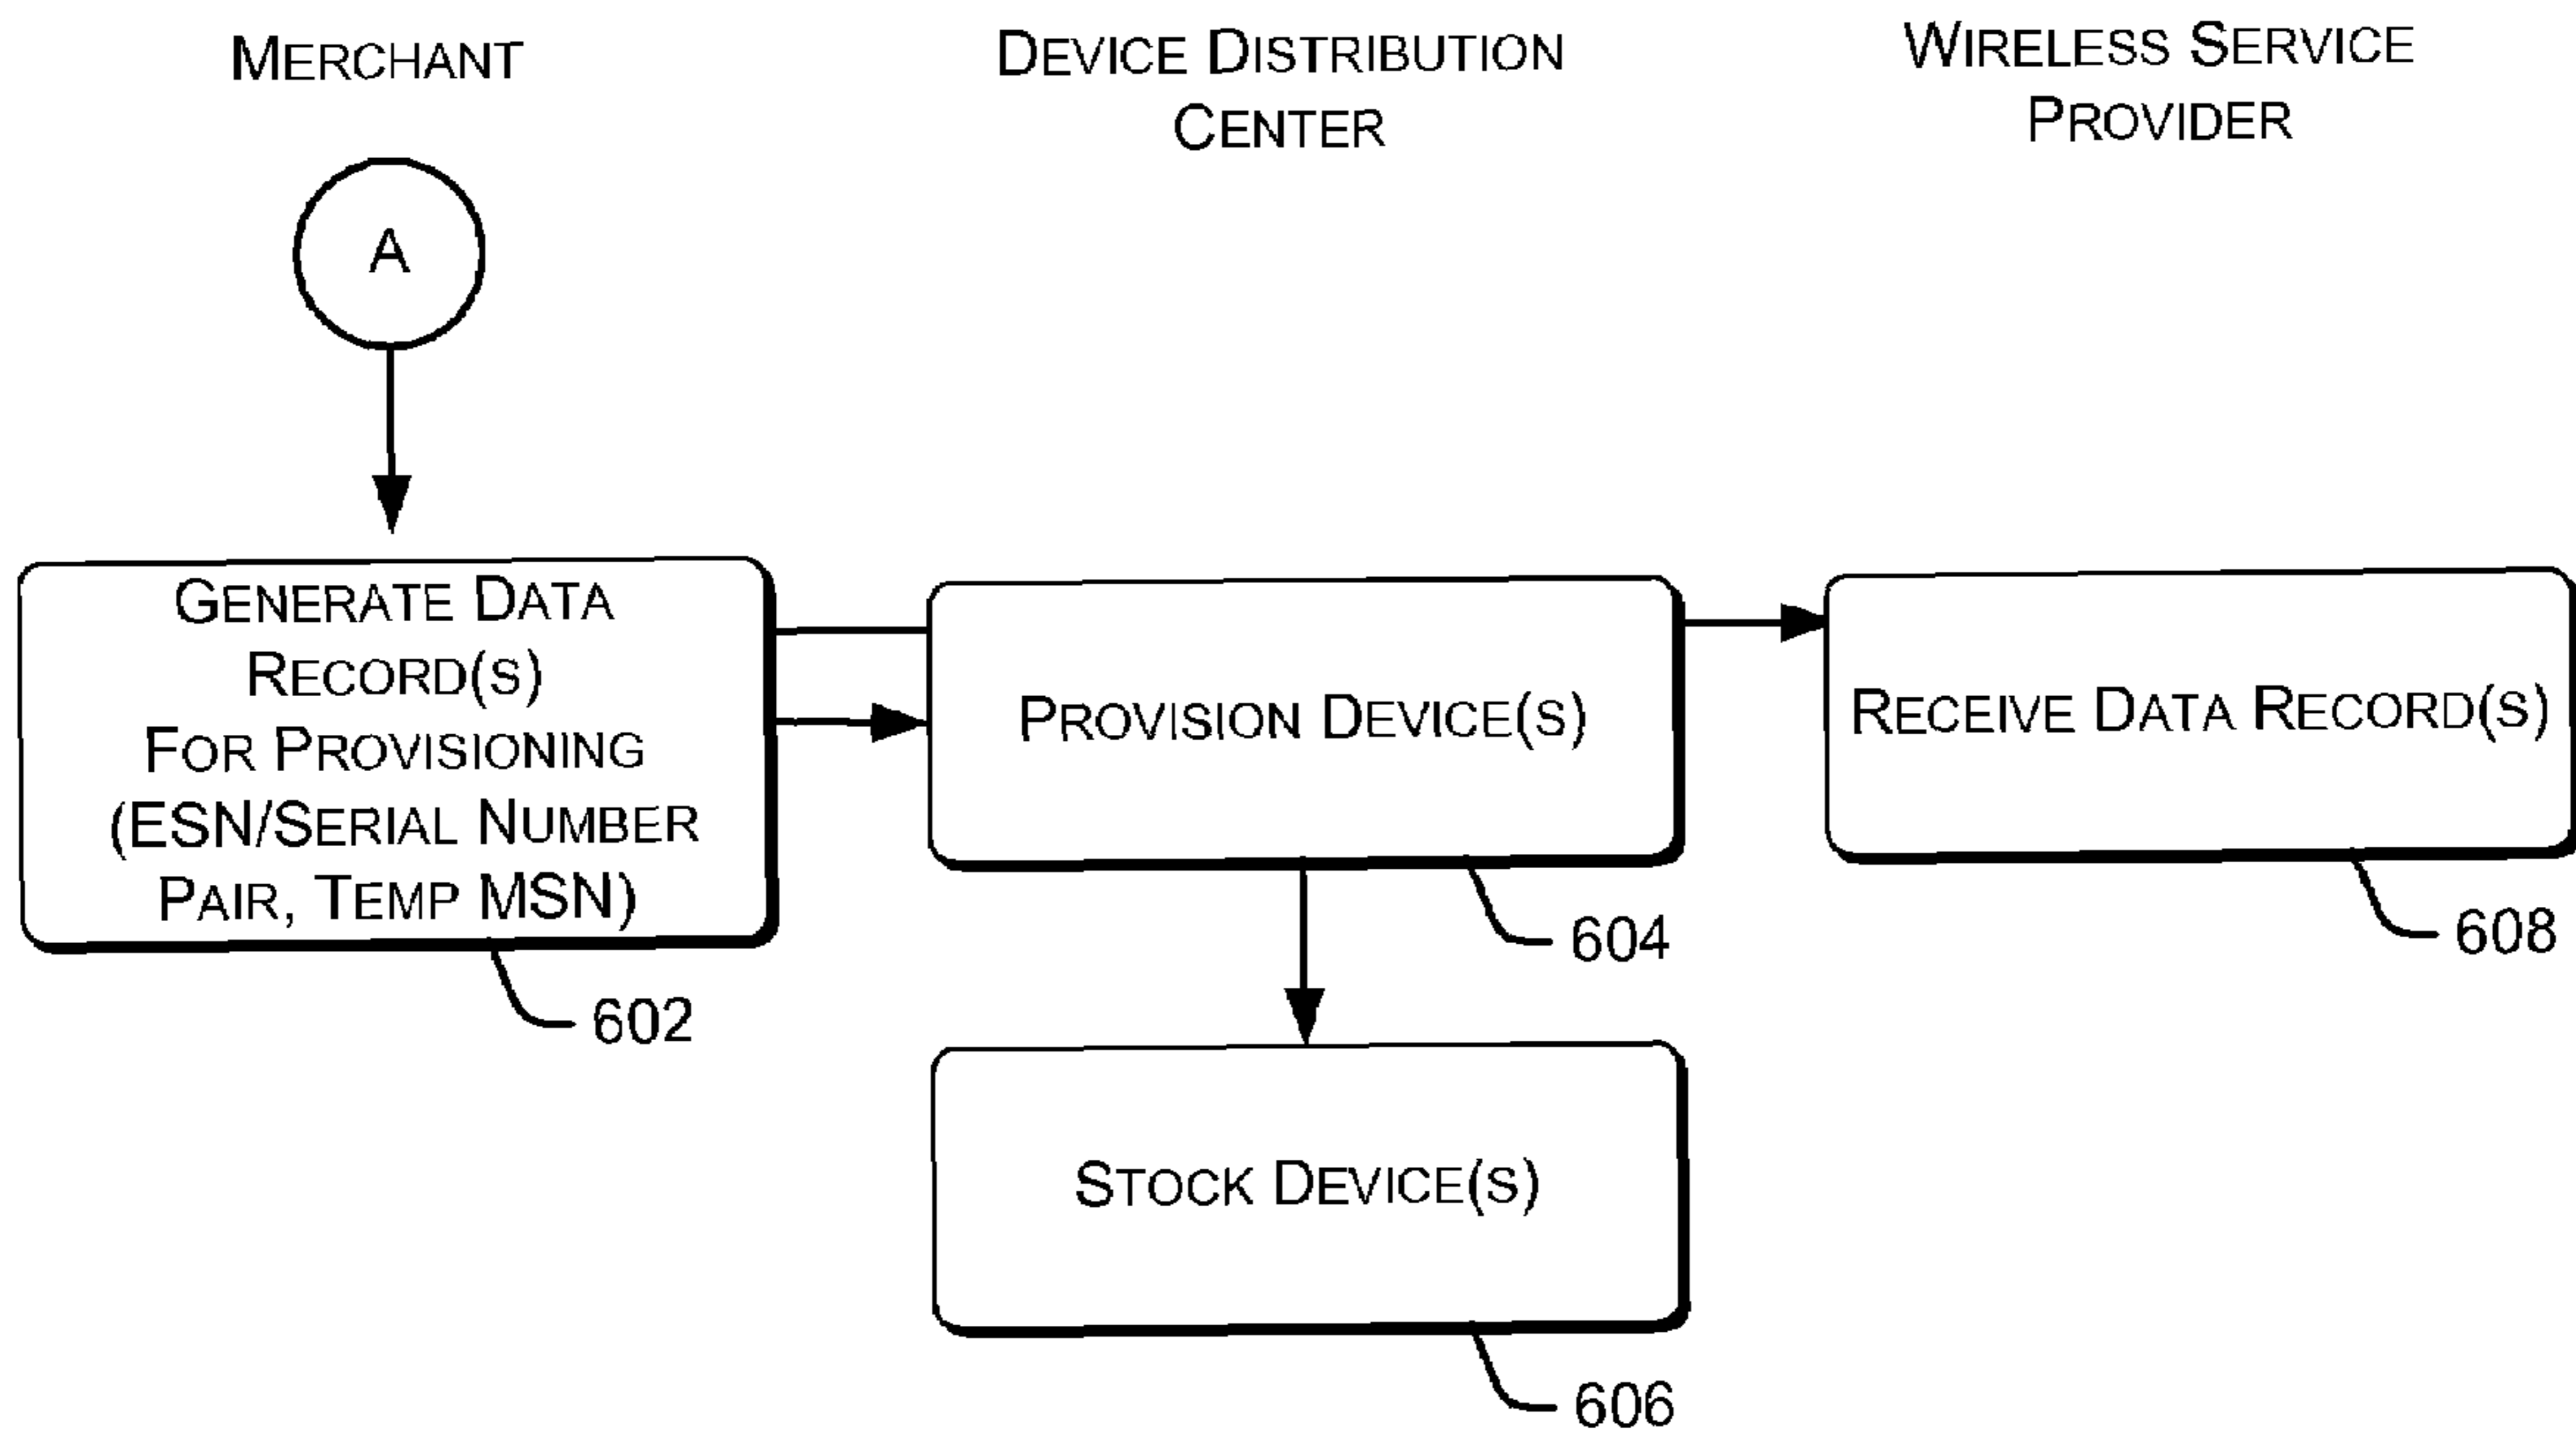 MERCHANT
DEVICE DISTRIBUTION
CENTER
WIRELESS SERVICE
PROVIDER
A
GENERATE DATA
RECORD(S)
FOR PROVISIONING
(ESN/SERIAL NUMBER
PAIR, TEMP MSN)
602
PROVISION DEVICE(S)
604
RECEIVE DATA RECORD(S)
608
STOCK DEVICE(S)
606